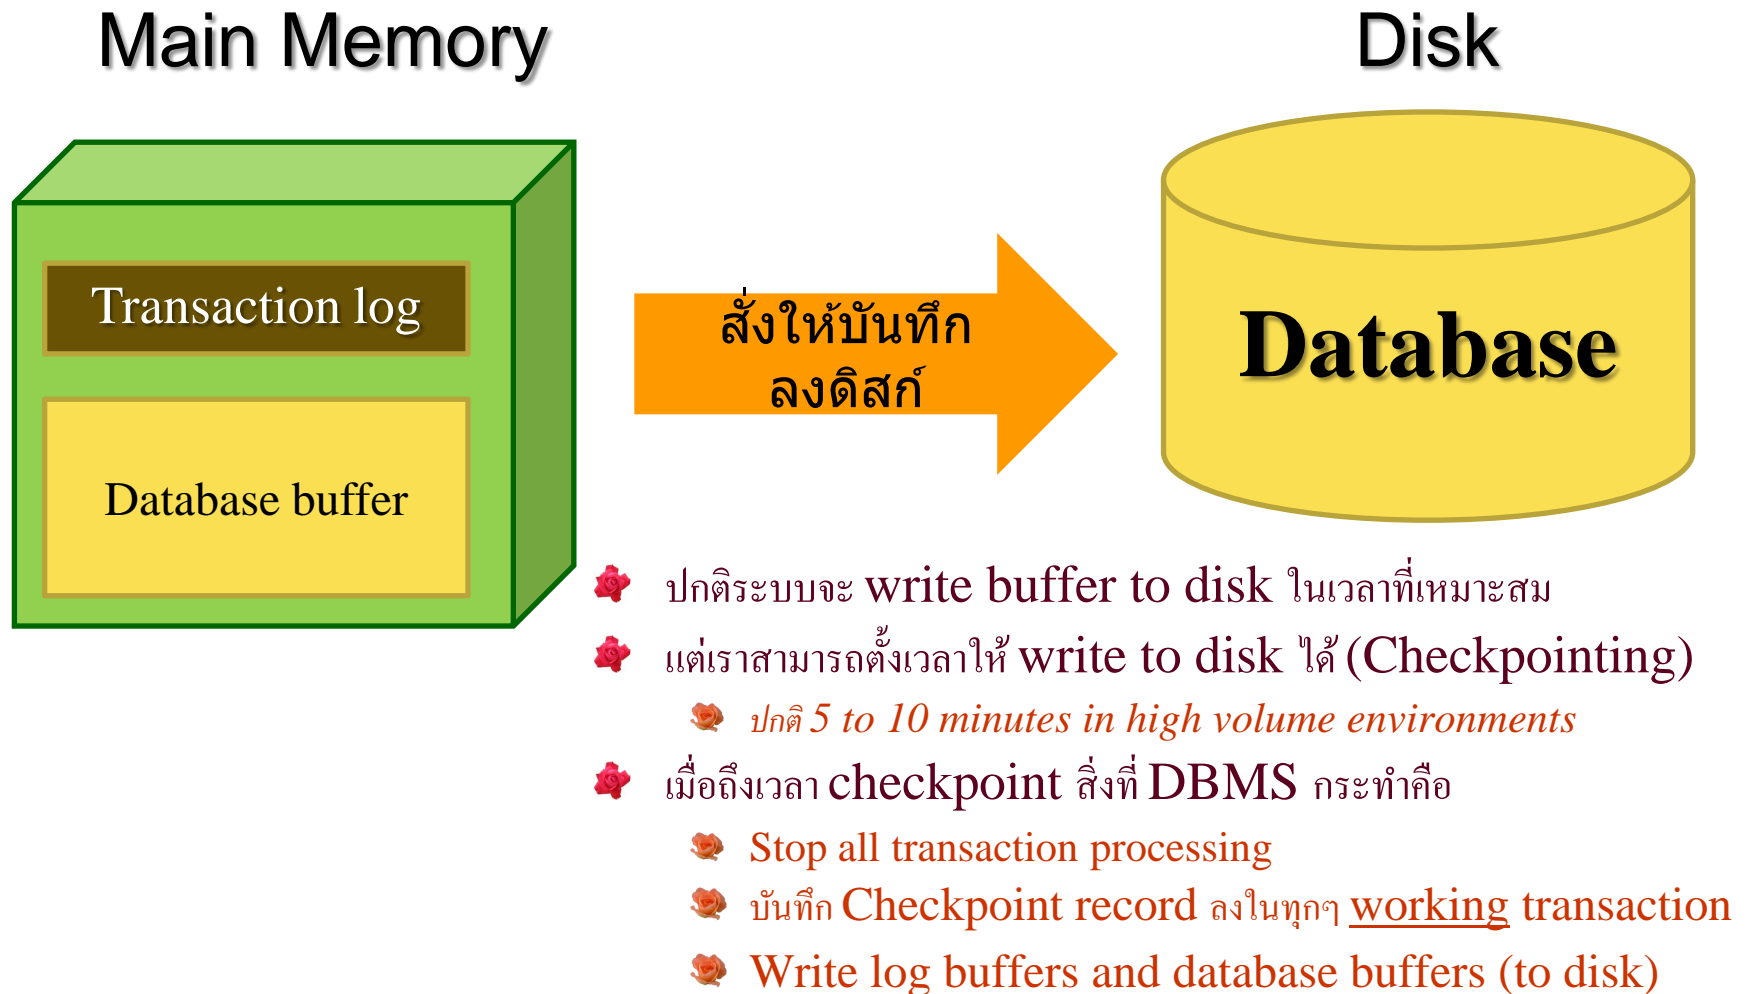 Main Memory
Disk
Transaction log
Database buffer
สั่งให้บันทึก
ลงดิสก์
Database
ปกติระบบจะ write buffer to disk ในเวลาที่เหมาะสม
แต่เราสามารถตั้งเวลาให้ write to disk ได้ (Checkpointing)
ปกติ 5 to 10 minutes in high volume environments
เมื่อถึงเวลา checkpoint สิ่งที่ DBMS กระทำคือ
Stop all transaction processing
บันทึก Checkpoint record ลงในทุกๆ working transaction
Write log buffers and database buffers (to disk)